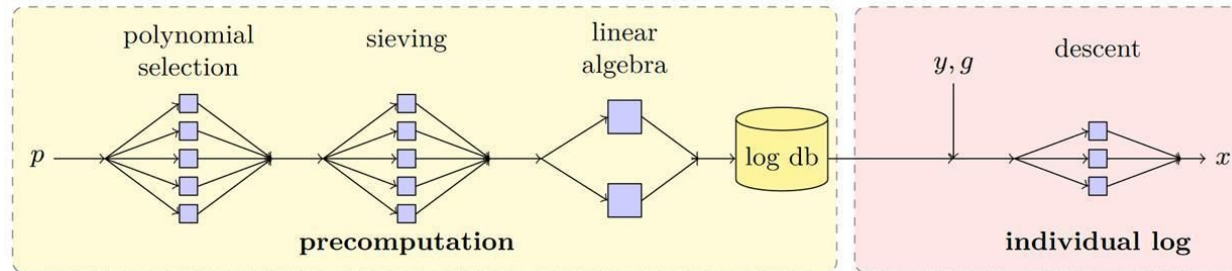 polynomial
selection
sieving
linear
algebra
y, g
descent
p
log db
x
precomputation
individual log